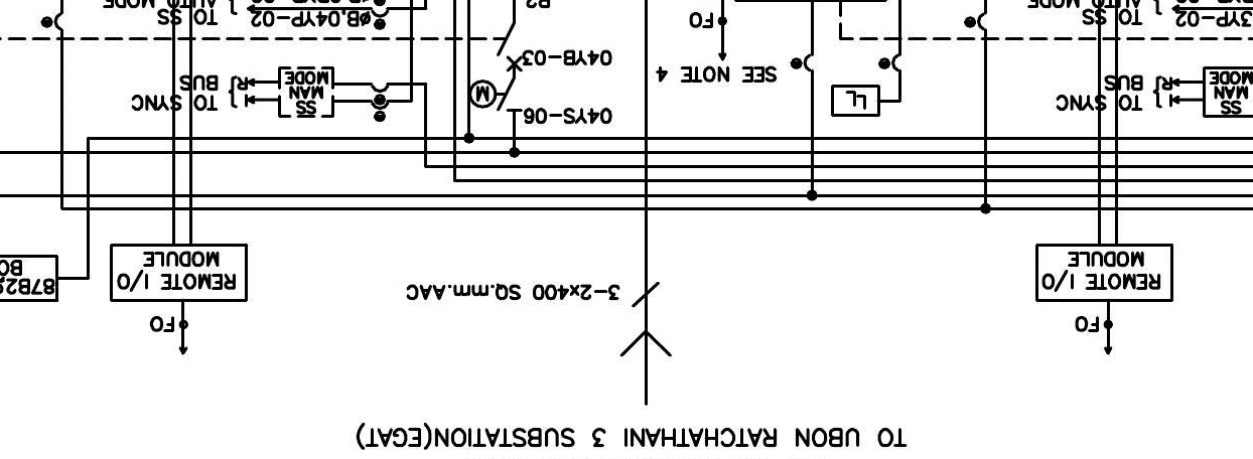 TO UBON RATCHATHANI 3 SUBSTATION(EGAT)
FO
REMOTE I/O
MODULE
3-2x400 SQ.mm.AAC
FO
REMOTE I/O
MODULE
SS
MAN
MODE
TO SYNC
BUS
R
LL
SEE NOTE 4
FO
04YS-06
M
04YB-03
SS
MAN
MODE
TO SYNC
BUS
R
3YP-02
TO SS
AUTO MODE
B2
04YP-02
TO SS
AUTO MODE